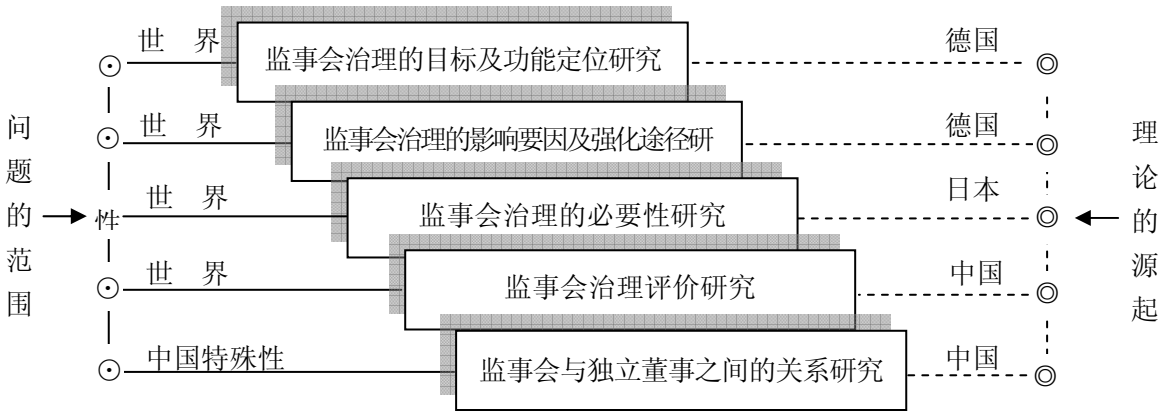 世 界
监事会治理的目标及功能定位研究
德国
世 界
监事会治理的影响要因及强化途径研
德国
世 界
性
监事会治理的必要性研究
日本
世 界
监事会治理评价研究
中国
中国特殊性
监事会与独立董事之间的关系研究
中国
问题的范围
理论的源起